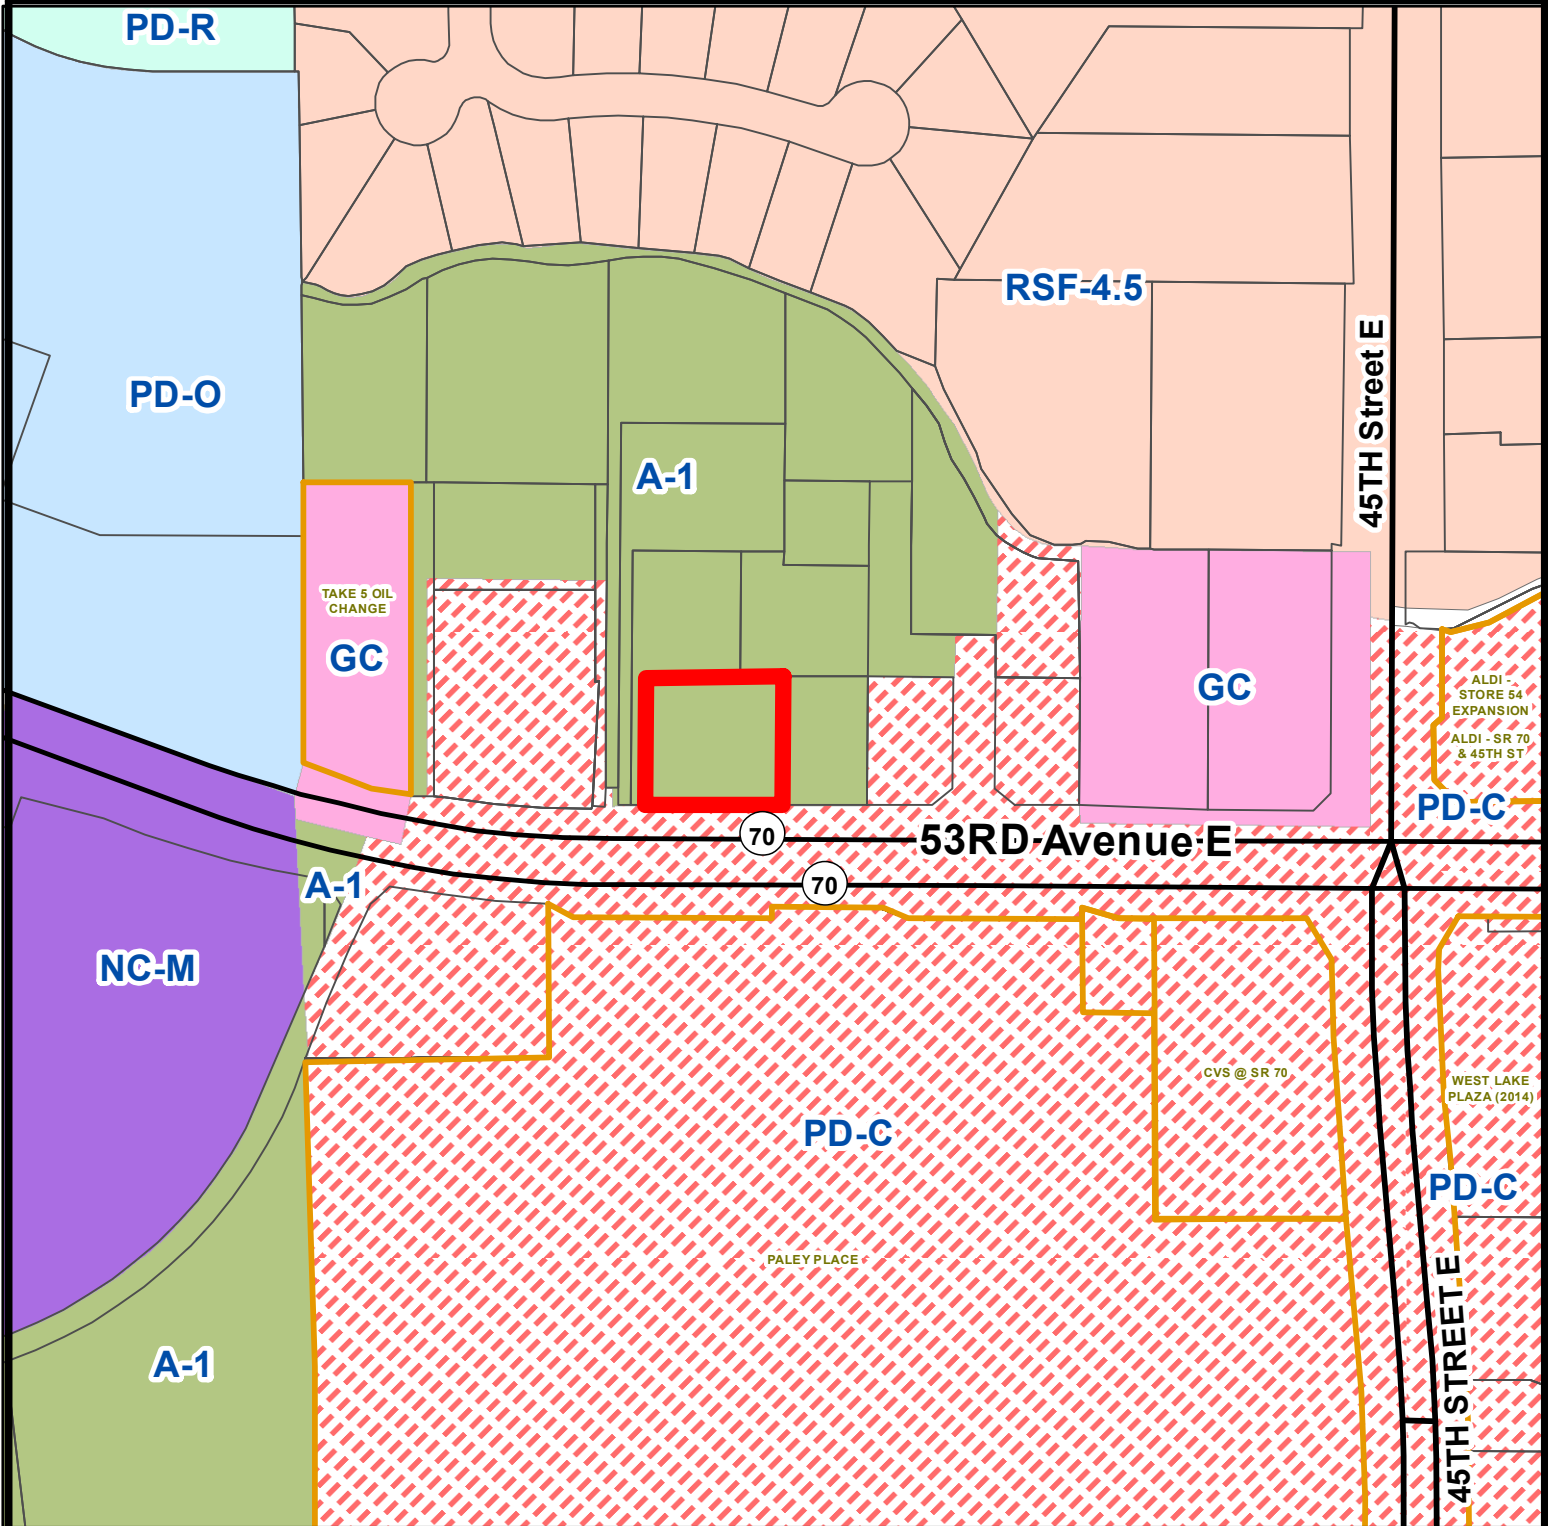 PD-R
RSF-4.5
45TH Street E
PD-O
A-1
TAKE 5 OIL
CHANGE
GC
GC
ALDI -
STORE 54
EXPANSION
ALDI - SR 70
& 45TH ST
PD-C
70
53RD Avenue E
70
A-1
NC-M
CVS @ SR 70
WEST LAKE
PLAZA (2014)
PD-C
PD-C
PALEY PLACE
45TH STREET E
A-1